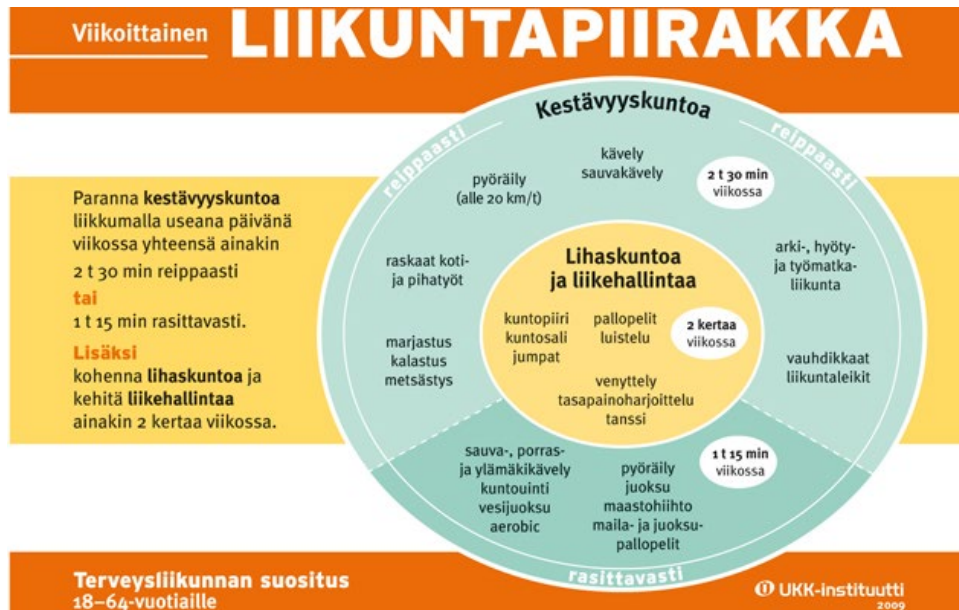 Viikoittainen LIIKUNTAPIIRAKKA
Paranna kestävyyskuntoa
liikkumalla useana päivänä
viikossa yhteensä ainakin
2 t 30 min reippaasti
tai
1 t 15 min rasittavasti.
Lisäksi
kohenna lihaskuntoa ja
kehitä liikehallintaa
ainakin 2 kertaa viikossa.
Kestävyyskuntoa
reippaasti
reippaasti
kävely
sauvakävely
2 t 30 min
viikossa
pyöräily
(alle 20 km/t)
raskaat koti-
ja pihatyöt
marjastus
kalastus
metsästys
arki-, hyöty-
ja työmatka-
liikunta
vauhdikkaat
liikuntaleikit
Lihaskuntoa
ja liikehallintaa
kuntopiiri
kuntosali
jumpat
pallopelit
luistelu
2 kertaa
viikossa
venyttely
tasapainoharjoittelu
tanssi
sauva-, porras-
ja ylämäkikävely
kuntouinti
vesijuoksu
aerobic
pyöräily
juoksu
maastohiihto
maila- ja juoksu-
pallopelit
1 t 15 min
viikossa
rasittavasti
Terveysliikunnan suositus
18–64-vuotiaille
UKK-instituutti
2009